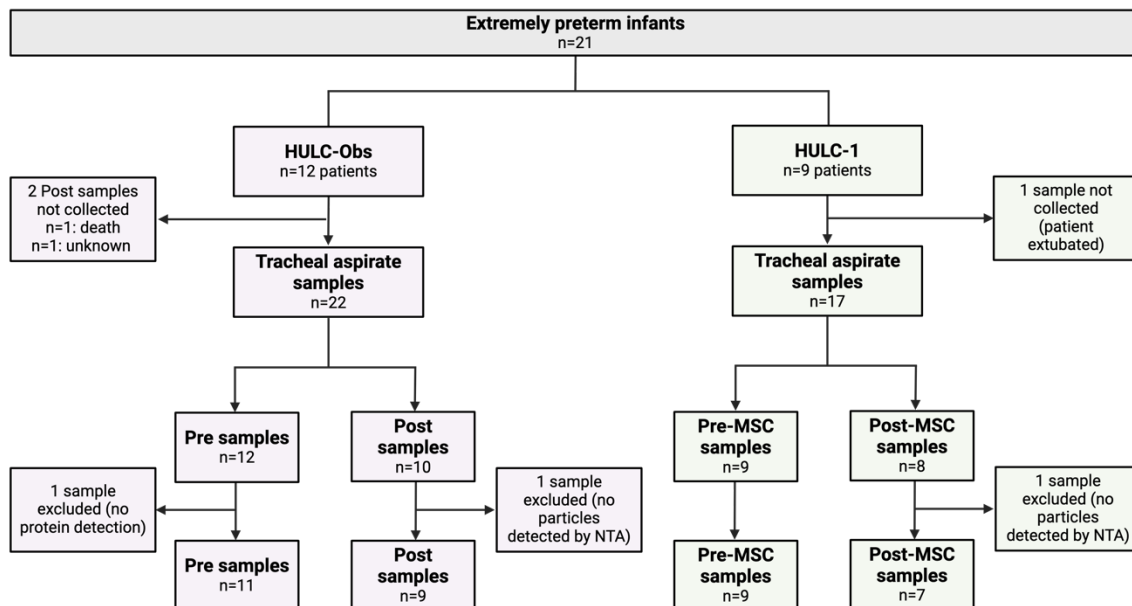 Extremely preterm infants
n=21
HULC-Obs
n=12 patients
HULC-1
n=9 patients
2 Post samples
not collected
n=1: death
n=1: unknown
1 sample not
collected
(patient
extubated)
Tracheal aspirate
samples
n=22
Tracheal aspirate
samples
n=17
Pre samples
n=12
Post
samples
n=10
Pre-MSC
samples
n=9
Post-MSC
samples
n=8
1 sample
excluded (no
protein detection)
1 sample
excluded (no
particles
detected by NTA)
1 sample
excluded (no
particles
detected by NTA)
Pre samples
n=11
Post
samples
n=9
Pre-MSC
samples
n=9
Post-MSC
samples
n=7